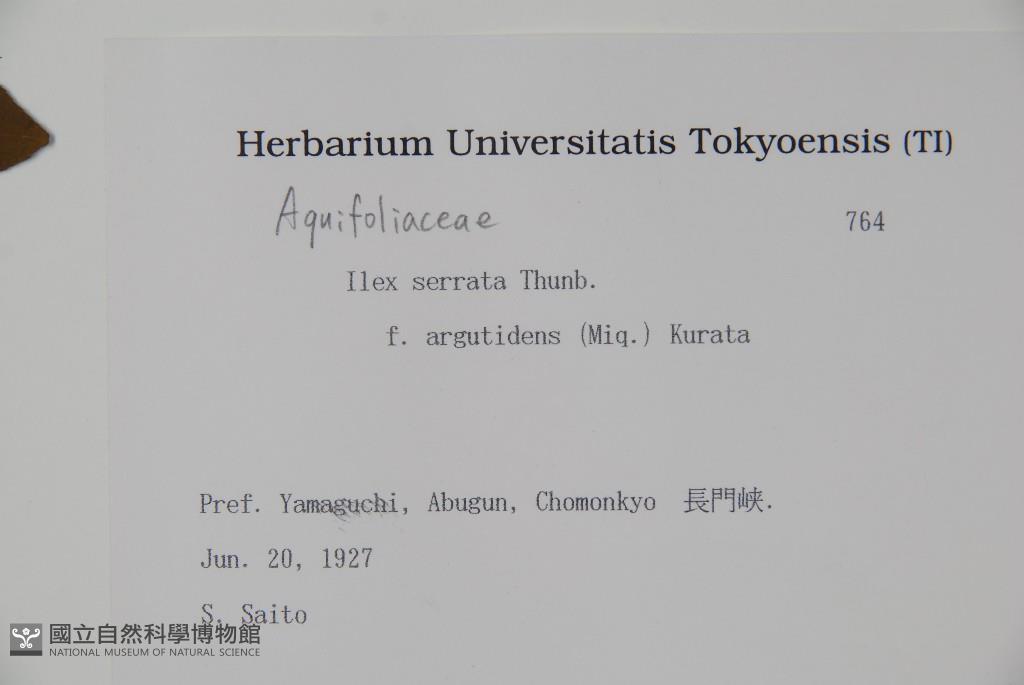 Herbarium Universitatis Tokyoensis (TI)
Aquifoliaceae
764
Ilex serrata Thunb.
f. argutidens (Miq.) Kurata
Pref. Yamaguchi, Abugun, Chomonkyo 長門峡.
Jun. 20, 1927
S. Saito
國立自然科學博物館
NATIONAL MUSEUM OF NATURAL SCIENCE